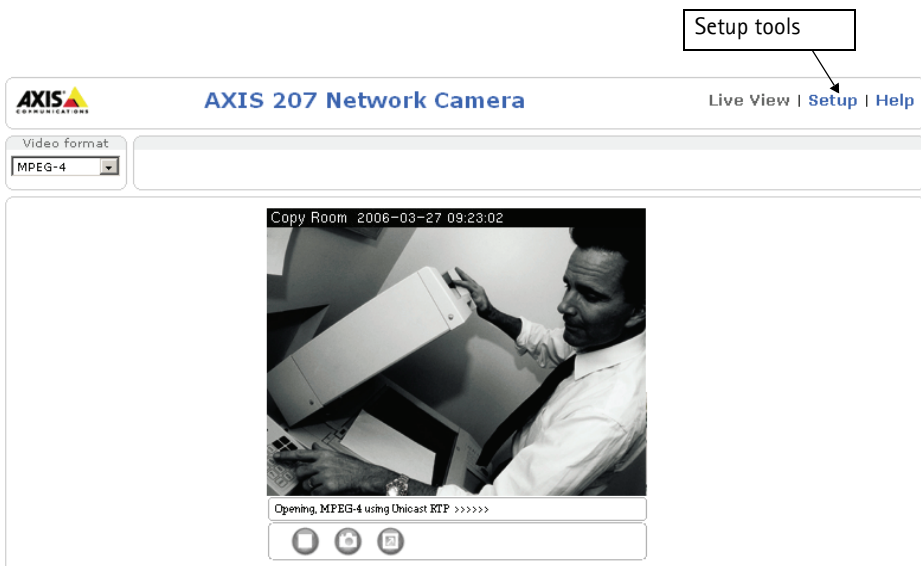 Setup tools
AXIS
COMMUNICATIONS
AXIS 207 Network Camera
Live View | Setup | Help
Video format
MPEG-4
Copy Room 2006-03-27 09:23:02
Opening, MPEG-4 using Unicast RTP >>>>>>